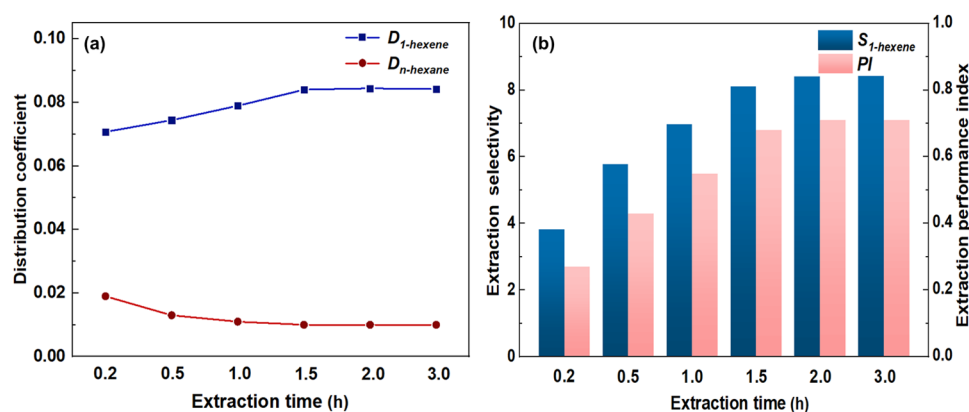 (a)
D1-hexene
Dn-hexane
Distribution coefficient
0.10
0.08
0.06
0.04
0.02
0.00
0.2 0.5 1.0 1.5 2.0 3.0
Extraction time (h)
(b)
S1-hexene
PI
Extraction selectivity
10
8
6
4
2
0
0.2 0.5 1.0 1.5 2.0 3.0
Extraction time (h)
1.0
0.8
0.6
0.4
0.2
0.0
Extraction performance index